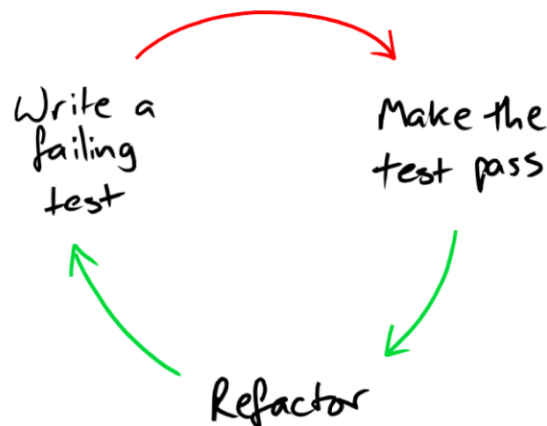 Write a
failing
test
Make the
test pass
Refactor